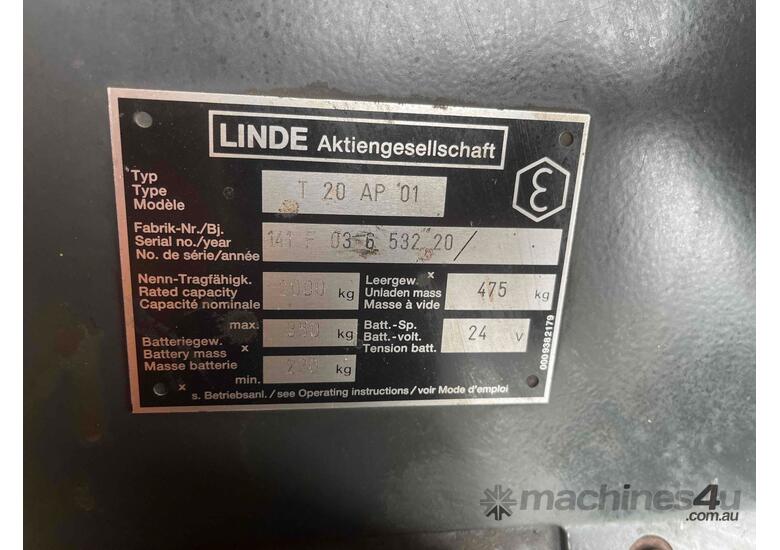 LINDE Aktiengesellschaft
Typ
Type
Modèle
T 20 AP 01
ε
Fabrik-Nr./Bj.
Serial no./year
No. de série/année
141 F 03 6 532 20 /
Nenn-Tragfähigk.
Rated capacity
Capacité nominale
2000 kg
Leergew. x
Unladen mass
Masse à vide
475 kg
max.
Batteriegew.
Battery mass x
Masse batterie
min.
kg
kg
Batt.-Sp.
Batt.-volt.
Tension batt.
24 v
x s. Betriebsanl./see Operating instructions/voir Mode d'emploi
0009382179
machines4u
.com.au